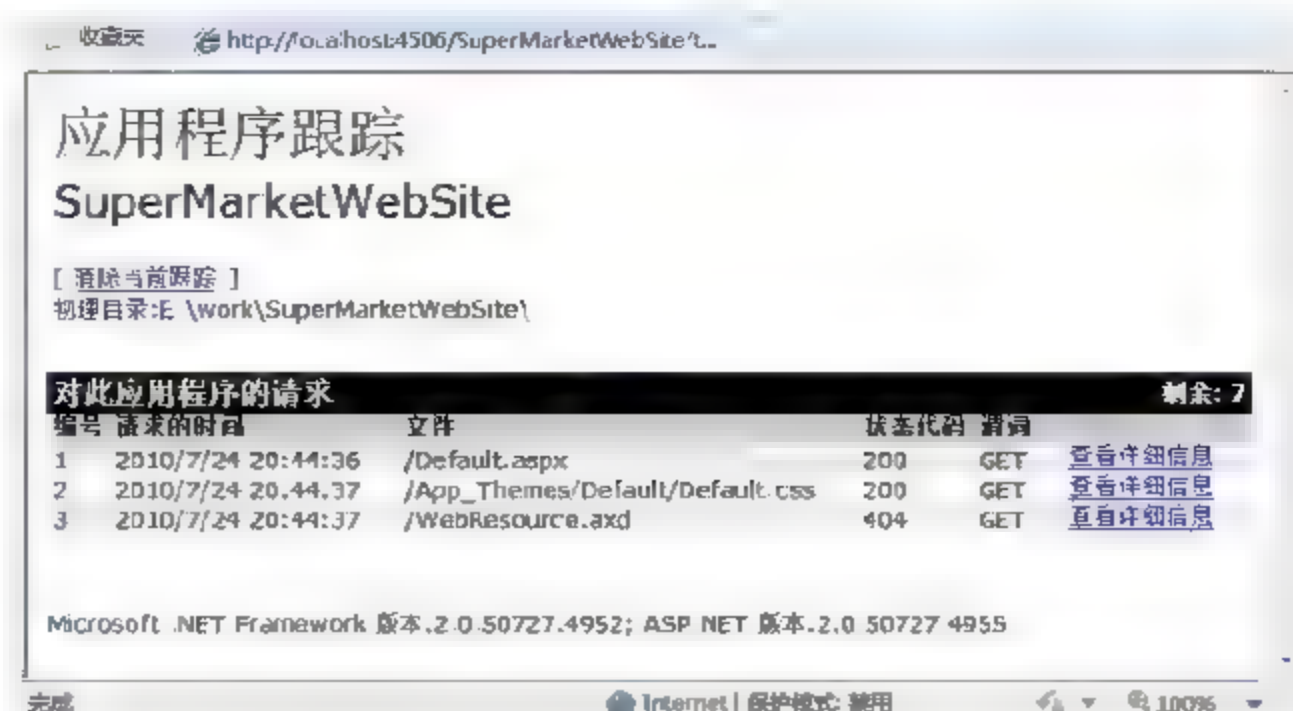 收藏夹 http://localhost:4506/SuperMarketWebSite/t...
应用程序跟踪
SuperMarketWebSite
[ 清除当前跟踪 ]
物理目录:E:\work\SuperMarketWebSite\
对此应用程序的请求 剩余: 7
编号 请求的时间 文件 状态代码 谓词
1 2010/7/24 20:44:36 /Default.aspx 200 GET 查看详细信息
2 2010/7/24 20:44:37 /App_Themes/Default/Default.css 200 GET 查看详细信息
3 2010/7/24 20:44:37 /WebResource.axd 404 GET 查看详细信息
Microsoft .NET Framework 版本:2.0.50727.4952; ASP.NET 版本:2.0.50727.4955
完成 Internet | 保护模式: 禁用 100%